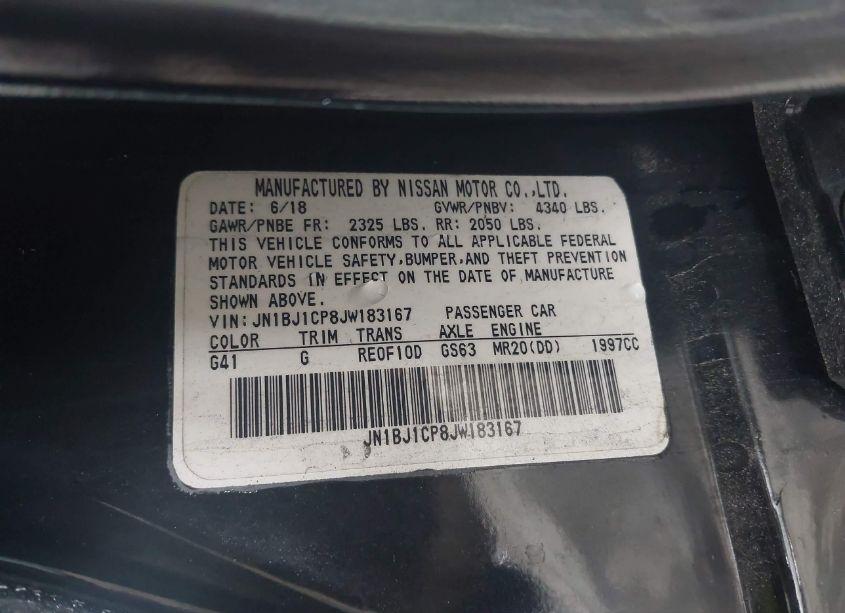 MANUFACTURED BY NISSAN MOTOR CO.,LTD.
DATE: 6/18 GVWR/PNBV: 4340 LBS.
GAWR/PNBE FR: 2325 LBS. RR: 2050 LBS.
THIS VEHICLE CONFORMS TO ALL APPLICABLE FEDERAL
MOTOR VEHICLE SAFETY,BUMPER,AND THEFT PREVENTION
STANDARDS IN EFFECT ON THE DATE OF MANUFACTURE
SHOWN ABOVE.
VIN: JN1BJ1CP8JW183167 PASSENGER CAR
COLOR TRIM TRANS AXLE ENGINE
G41 G RE0F10D GS63 MR20(DD) 1997CC
JN1BJ1CP8JW183167